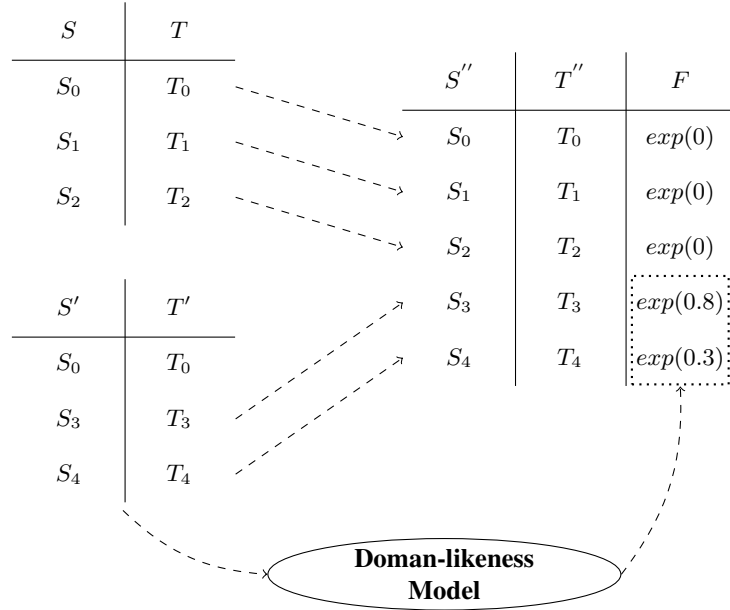 S T
S₀ T₀
S₁ T₁
S₂ T₂
S′ T′
S₀ T₀
S₃ T₃
S₄ T₄
S′′ T′′ F
S₀ T₀ exp(0)
S₁ T₁ exp(0)
S₂ T₂ exp(0)
S₃ T₃ exp(0.8)
S₄ T₄ exp(0.3)
Doman-likeness
Model